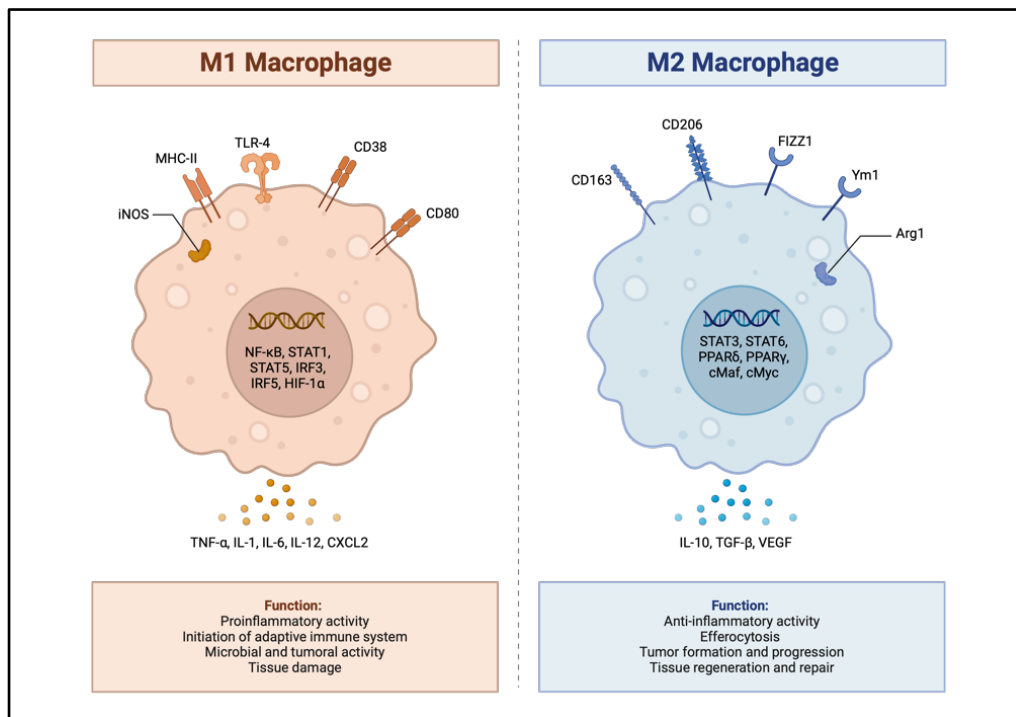 M1 Macrophage
MHC-II
TLR-4
CD38
iNOS
CD80
NF-κB, STAT1,
STAT5, IRF3,
IRF5, HIF-1α
TNF-α, IL-1, IL-6, IL-12, CXCL2
Function:
Proinflammatory activity
Initiation of adaptive immune system
Microbial and tumoral activity
Tissue damage
M2 Macrophage
CD163
CD206
FIZZ1
Ym1
Arg1
STAT3, STAT6,
PPARδ, PPARγ,
cMaf, cMyc
IL-10, TGF-β, VEGF
Function:
Anti-inflammatory activity
Efferocytosis
Tumor formation and progression
Tissue regeneration and repair